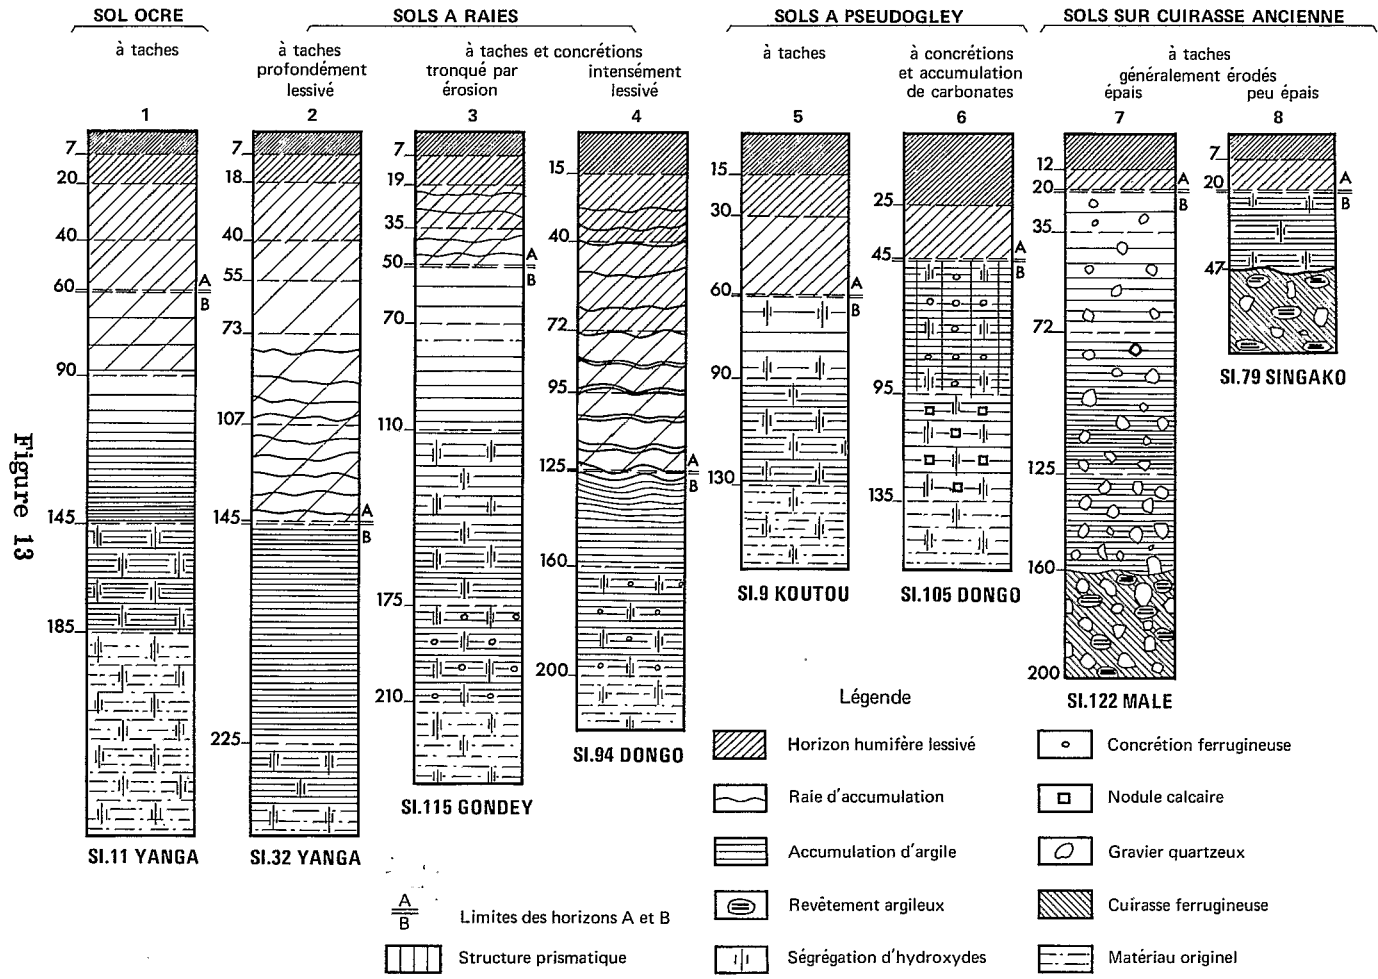 SOL OCRE
à taches
SOLS A RAIES
à taches
profondément
lessivé
à taches et concrétions
tronqué par
érosion
intensément
lessivé
SOLS A PSEUDOGLEY
à taches
à concrétions
et accumulation
de carbonates
SOLS SUR CUIRASSE ANCIENNE
à taches
généralement érodés
épais
peu épais
1
7
20
40
60
90
145
185
A
B
SI.11 YANGA
2
7
18
40
55
73
107
145
225
A
B
SI.32 YANGA
3
7
19
35
50
70
110
175
210
A
B
SI.115 GONDEY
4
15
40
72
95
125
160
200
A
B
SI.94 DONGO
5
15
30
60
90
130
A
B
SI.9 KOUTOU
6
25
45
95
135
A
B
SI.105 DONGO
7
12
20
35
72
125
160
200
A
B
SI.122 MALE
8
7
20
47
A
B
SI.79 SINGAKO
Figure 13
Légende
Horizon humifère lessivé
Raie d'accumulation
Accumulation d'argile
Revêtement argileux
Ségrégation d'hydroxydes
Concrétion ferrugineuse
Nodule calcaire
Gravier quartzeux
Cuirasse ferrugineuse
Matériau originel
A
B
Limites des horizons A et B
Structure prismatique